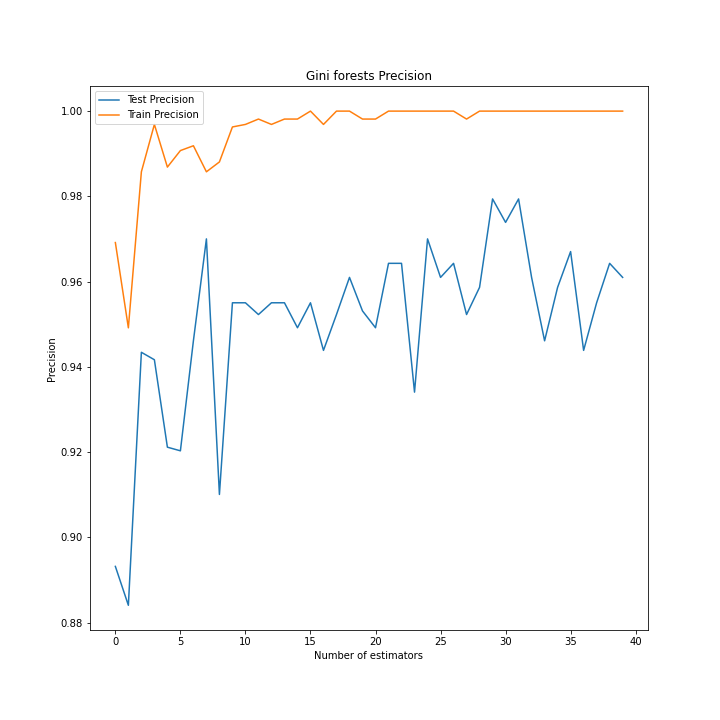 Gini forests Precision
Test Precision
Train Precision
1.00
0.98
0.96
0.94
0.92
0.90
0.88
Precision
0 5 10 15 20 25 30 35 40
Number of estimators